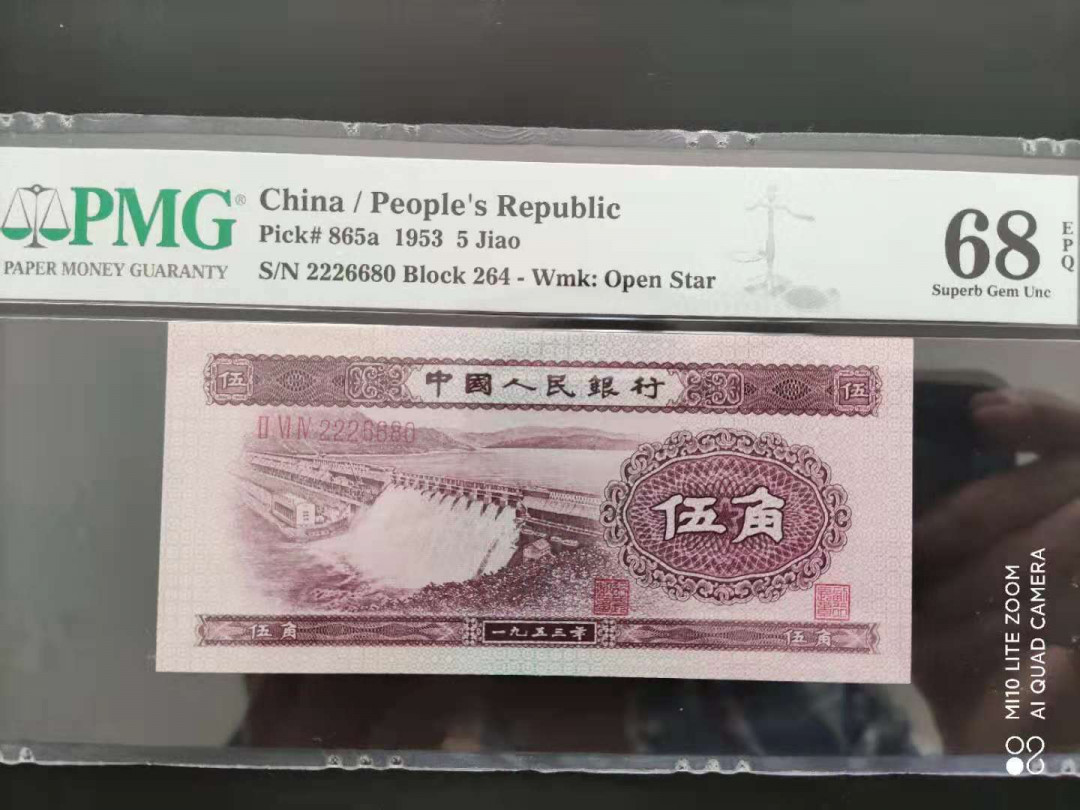 PMG®
PAPER MONEY GUARANTY
China / People's Republic
Pick# 865a 1953 5 Jiao
S/N 2226680 Block 264 - Wmk: Open Star
68
EPQ
Superb Gem Unc
伍
中國人民銀行
伍
II VI IV 2226680
伍角
伍角
一九五三年
伍角
MI10 LITE ZOOM
AI QUAD CAMERA